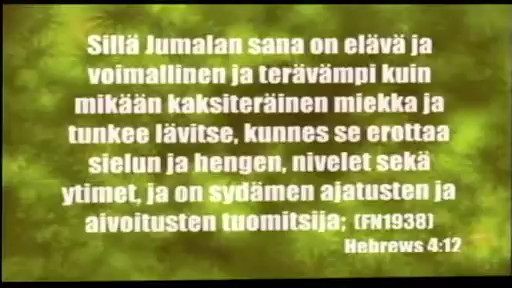 Sillä Jumalan sana on elävä ja
voimallinen ja terävämpi kuin
mikään kaksiteräinen miekka ja
tunkee lävitse, kunnes se erottaa
sielun ja hengen, nivelet sekä
ytimet, ja on sydämen ajatusten ja
aivoitusten tuomitsija; (FN1938)
Hebrews 4:12